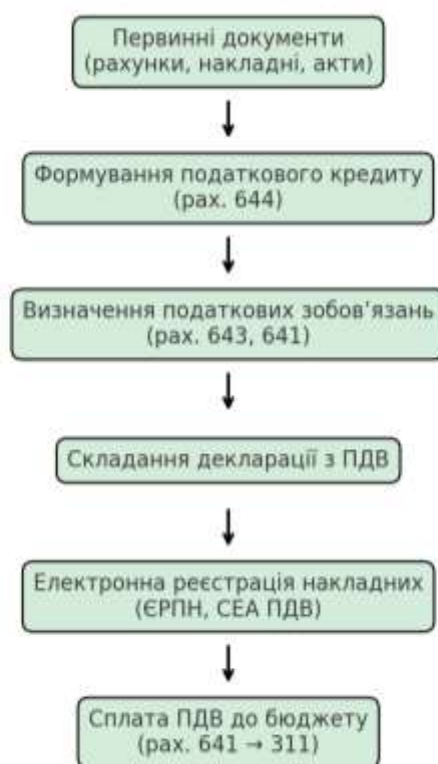 Первинні документи
(рахунки, накладні, акти)
Формування податкового кредиту
(рах. 644)
Визначення податкових зобов’язань
(рах. 643, 641)
Складання декларації з ПДВ
Електронна реєстрація накладних
(ЄРПН, СЕА ПДВ)
Сплата ПДВ до бюджету
(рах. 641 → 311)